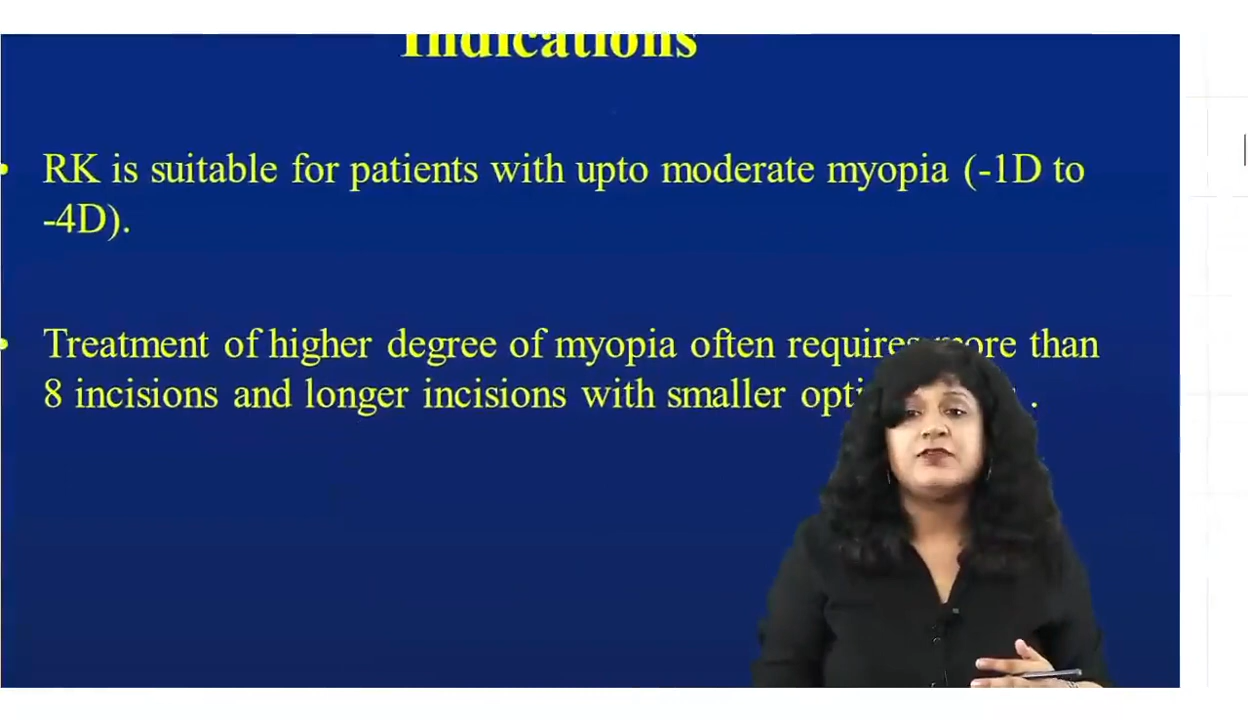 Indications
• RK is suitable for patients with upto moderate myopia (-1D to
-4D).
• Treatment of higher degree of myopia often requires more than
8 incisions and longer incisions with smaller .